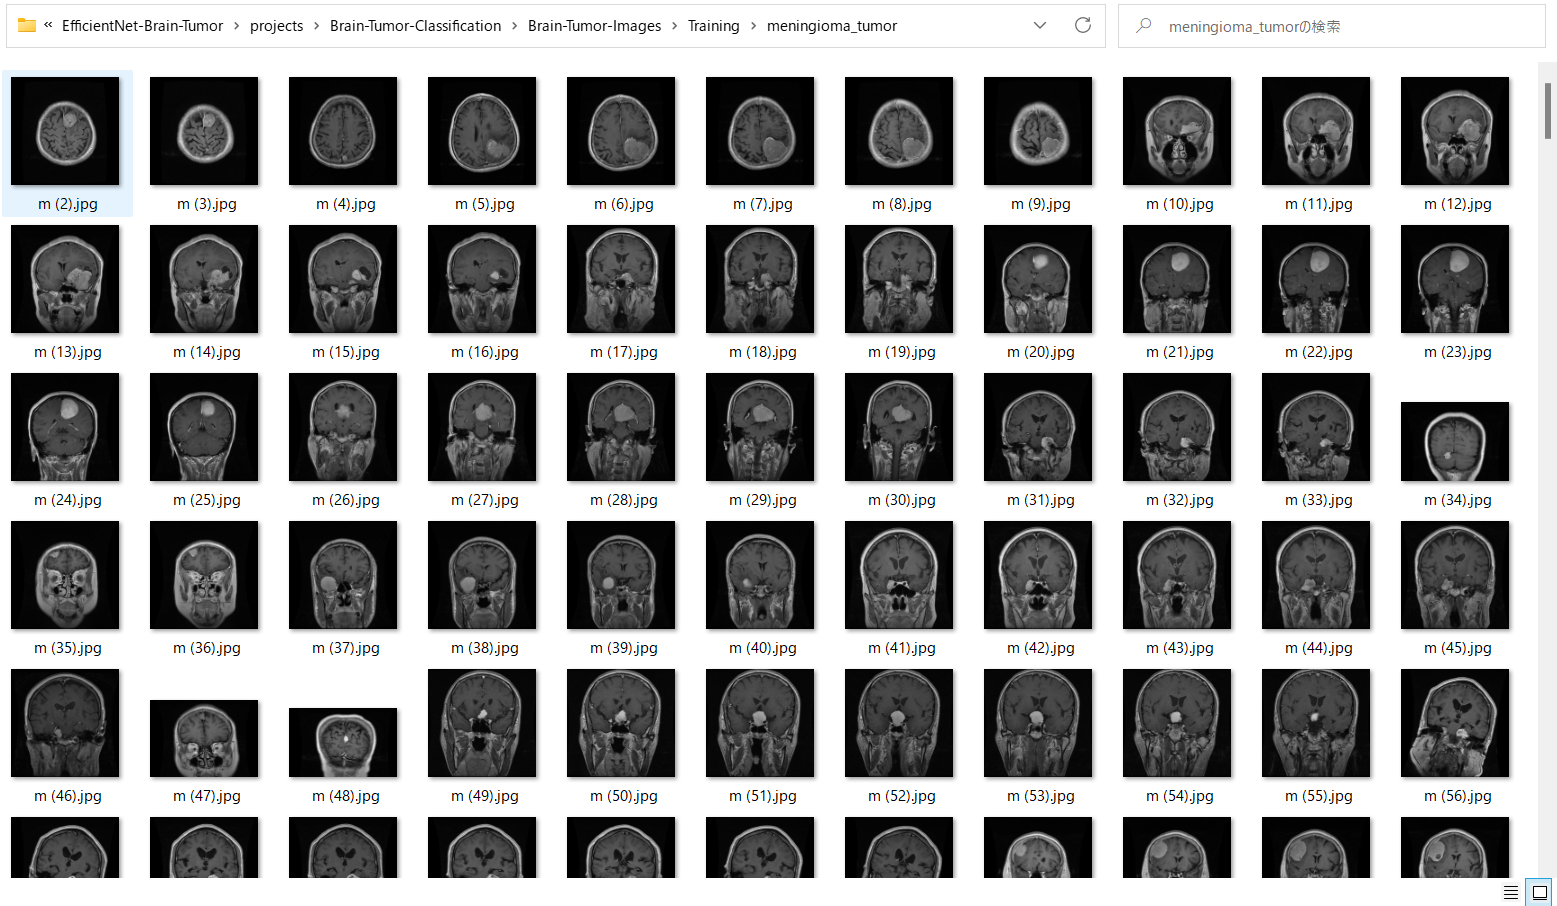 « EfficientNet-Brain-Tumor > projects > Brain-Tumor-Classification > Brain-Tumor-Images > Training > meningioma_tumor
meningioma_tumorの検索
m (2).jpg m (3).jpg m (4).jpg m (5).jpg m (6).jpg m (7).jpg m (8).jpg m (9).jpg m (10).jpg m (11).jpg m (12).jpg
m (13).jpg m (14).jpg m (15).jpg m (16).jpg m (17).jpg m (18).jpg m (19).jpg m (20).jpg m (21).jpg m (22).jpg m (23).jpg
m (24).jpg m (25).jpg m (26).jpg m (27).jpg m (28).jpg m (29).jpg m (30).jpg m (31).jpg m (32).jpg m (33).jpg m (34).jpg
m (35).jpg m (36).jpg m (37).jpg m (38).jpg m (39).jpg m (40).jpg m (41).jpg m (42).jpg m (43).jpg m (44).jpg m (45).jpg
m (46).jpg m (47).jpg m (48).jpg m (49).jpg m (50).jpg m (51).jpg m (52).jpg m (53).jpg m (54).jpg m (55).jpg m (56).jpg